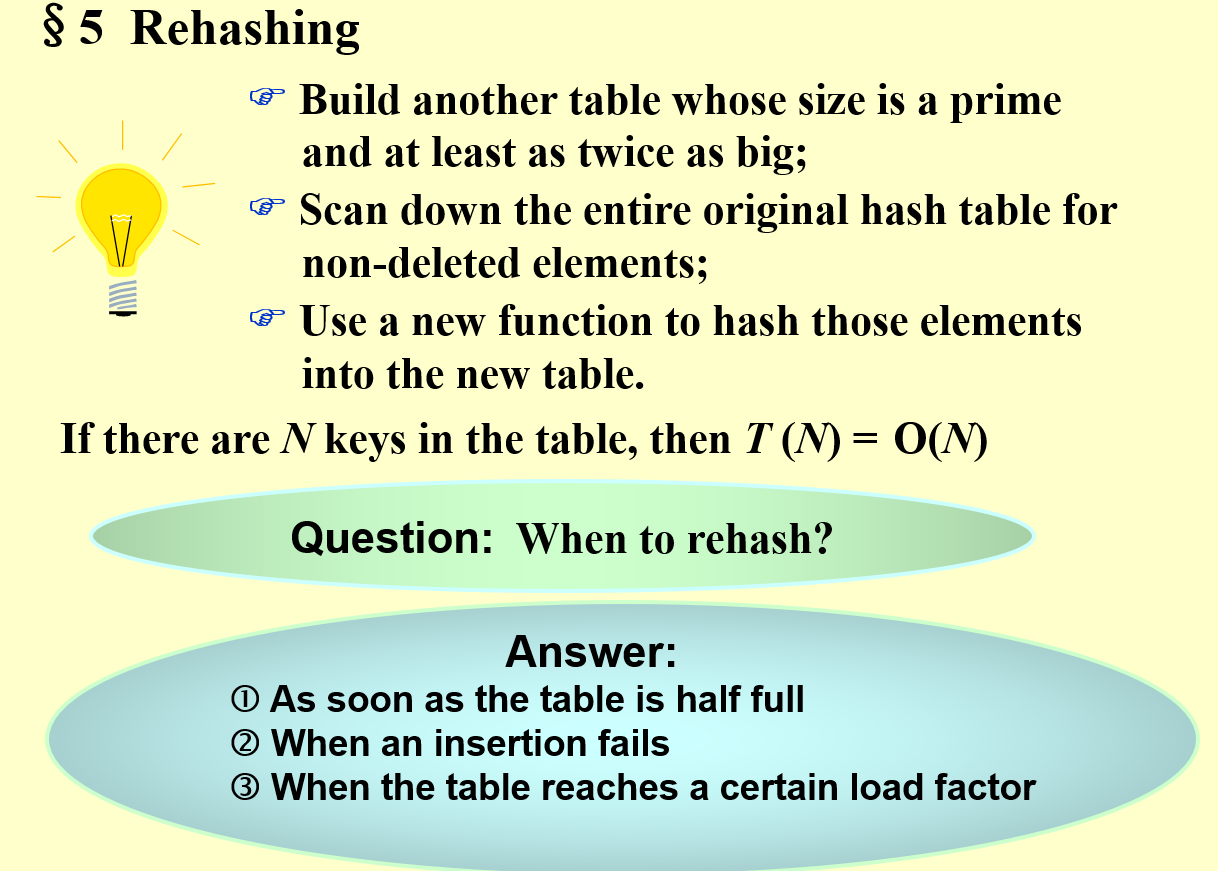 § 5 Rehashing
☞ Build another table whose size is a prime
and at least as twice as big;
☞ Scan down the entire original hash table for
non-deleted elements;
☞ Use a new function to hash those elements
into the new table.
If there are N keys in the table, then T (N) = O(N)
Question: When to rehash?
Answer:
① As soon as the table is half full
② When an insertion fails
③ When the table reaches a certain load factor